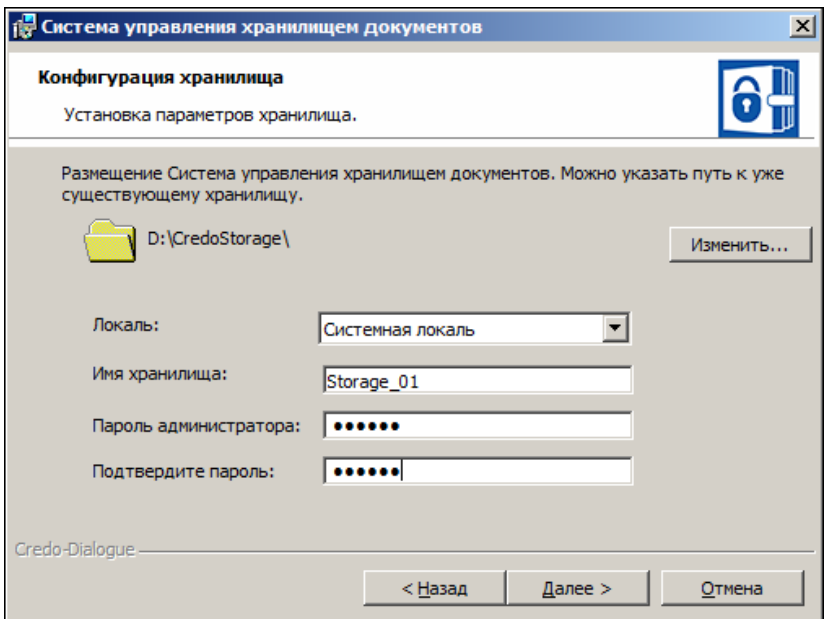 Система управления хранилищем документов
Конфигурация хранилища
Установка параметров хранилища.
Размещение Система управления хранилищем документов. Можно указать путь к уже
существующему хранилищу.
D:\CredoStorage\
Изменить...
Локаль: Системная локаль
Имя хранилища: Storage_01
Пароль администратора: ●●●●●●
Подтвердите пароль: ●●●●●●
Credo-Dialogue
< Назад Далее > Отмена